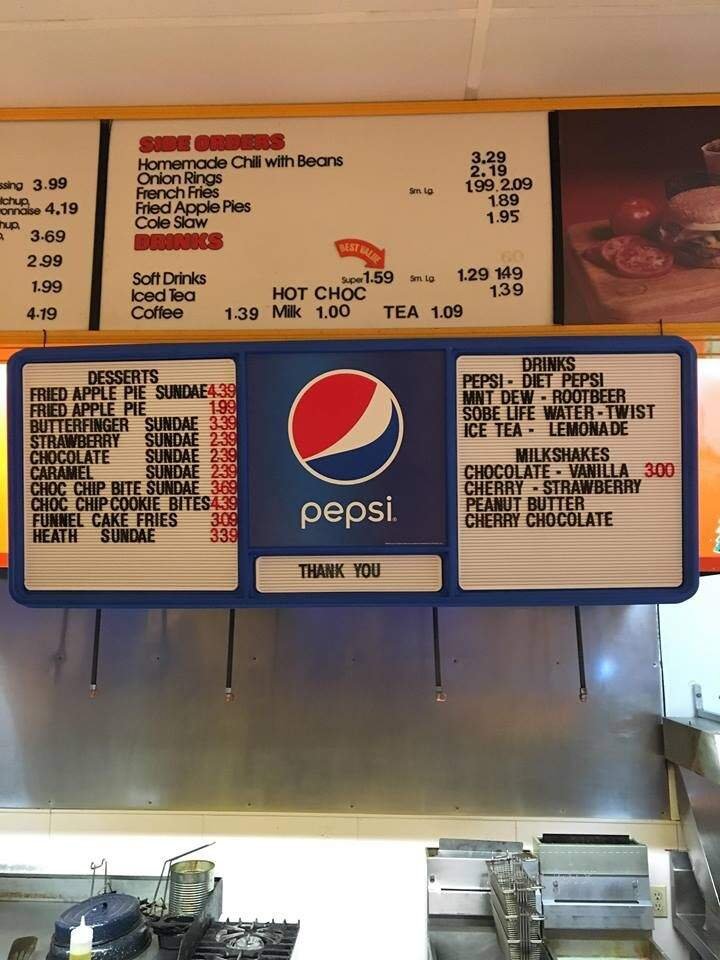 ssing 3.99
tchup,
onnaise 4.19
hup,
3.69
2.99
1.99
4.19
SIDE ORDERS
Homemade Chili with Beans 3.29
Onion Rings 2.19
French Fries Sm. Lg. 1.99 2.09
Fried Apple Pies 1.89
Cole Slaw 1.95
DRINKS
BEST VALUE
Soft Drinks Super 1.59 Sm. Lg. 1.29 1.49
Iced Tea HOT CHOC 1.39
Coffee 1.39 Milk 1.00 TEA 1.09
DESSERTS
FRIED APPLE PIE SUNDAE 4.39
FRIED APPLE PIE 1.99
BUTTERFINGER SUNDAE 3.39
STRAWBERRY SUNDAE 2.39
CHOCOLATE SUNDAE 2.39
CARAMEL SUNDAE 2.39
CHOC CHIP BITE SUNDAE 3.69
CHOC CHIP COOKIE BITES 4.39
FUNNEL CAKE FRIES 3.09
HEATH SUNDAE 3.39
pepsi
THANK YOU
DRINKS
PEPSI - DIET PEPSI
MNT DEW - ROOTBEER
SOBE LIFE WATER - TWIST
ICE TEA - LEMONADE
MILKSHAKES
CHOCOLATE - VANILLA 3.00
CHERRY - STRAWBERRY
PEANUT BUTTER
CHERRY CHOCOLATE